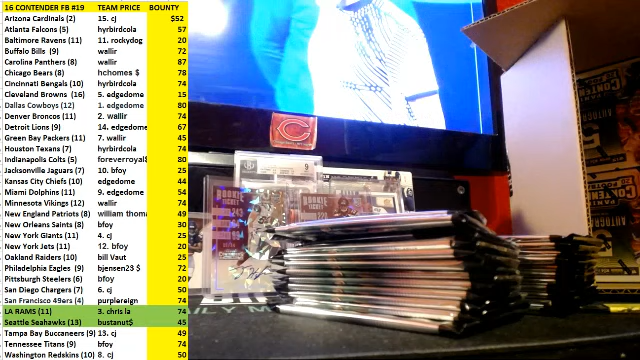 16 CONTENDER FB #19 TEAM PRICE BOUNTY
Arizona Cardinals (2) 15. cj $52
Atlanta Falcons (5) hyrbirdcola 57
Baltimore Ravens (11) 11. rockydog 20
Buffalo Bills (9) wallir 72
Carolina Panthers (8) wallir 87
Chicago Bears (8) hchomes $ 78
Cincinnati Bengals (10) hyrbirdcola 74
Cleveland Browns (16) 5. edgedome 15
Dallas Cowboys (12) 1. edgedome 80
Denver Broncos (11) 2. wallir 74
Detroit Lions (9) 14. edgedome 67
Green Bay Packers (11) 7. wallir 45
Houston Texans (7) hyrbirdcola 74
Indianapolis Colts (5) foreverroyal$ 80
Jacksonville Jaguars (7) 10. bfoy 25
Kansas City Chiefs (10) edgedome 44
Miami Dolphins (11) 9. edgedome 54
Minnesota Vikings (12) wallir 74
New England Patriots (8) william thoma 49
New Orleans Saints (8) bfoy 30
New York Giants (11) 4. cj 50
New York Jets (11) 12. bfoy 20
Oakland Raiders (10) bill Vaut 25
Philadelphia Eagles (9) bjensen23 $ 72
Pittsburgh Steelers (6) bfoy 20
San Diego Chargers (7) 6. cj 50
San Francisco 49ers (4) purplereign 74
LA RAMS (11) 3. chris la 74
Seattle Seahawks (13) bustanut$ 45
Tampa Bay Buccaneers (9) 13. cj 49
Tennessee Titans (9) bfoy 74
Washington Redskins (10) 8. cj 50
ROOKIE
TICKET
9